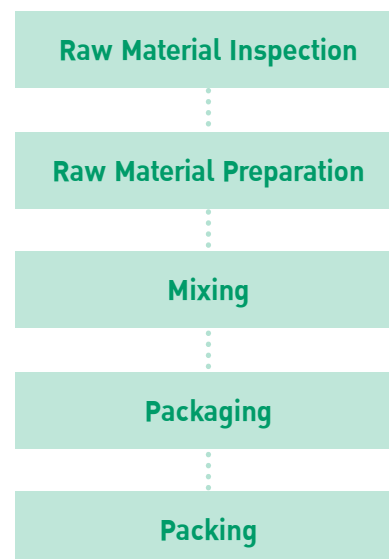 Raw Material Inspection
Raw Material Preparation
Mixing
Packaging
Packing